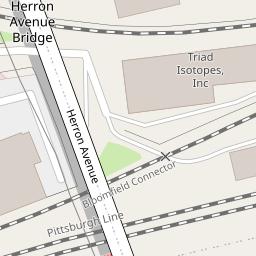 Herron
Avenue
Bridge
Triad
Isotopes,
Inc
Herron Avenue
Bloomfield Connector
Pittsburgh Line